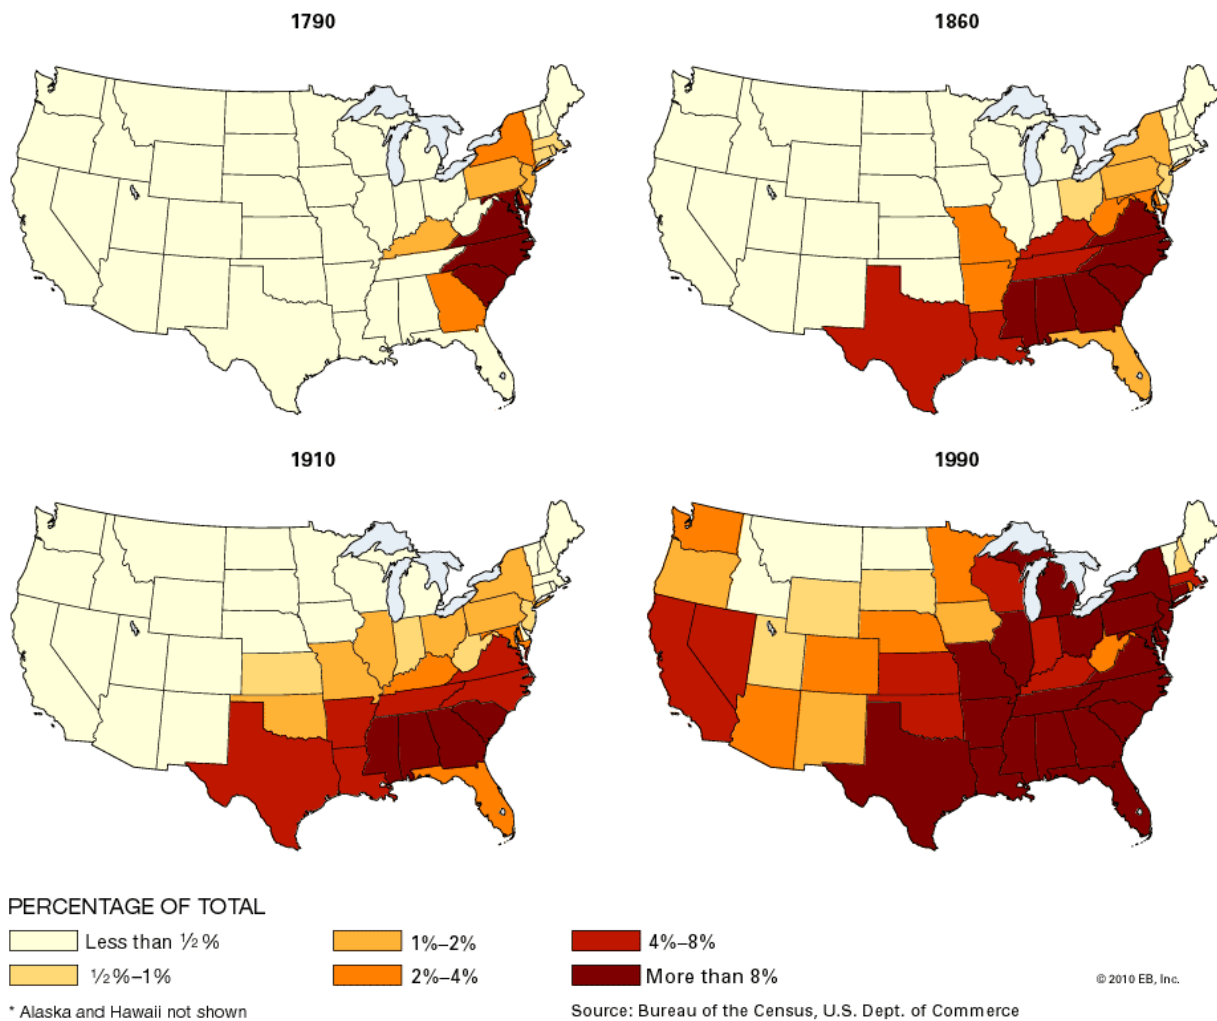 1790
1860
1910
1990
PERCENTAGE OF TOTAL
Less than ½ %
½ %–1%
1%–2%
2%–4%
4%–8%
More than 8%
© 2010 EB, Inc.
* Alaska and Hawaii not shown
Source: Bureau of the Census, U.S. Dept. of Commerce